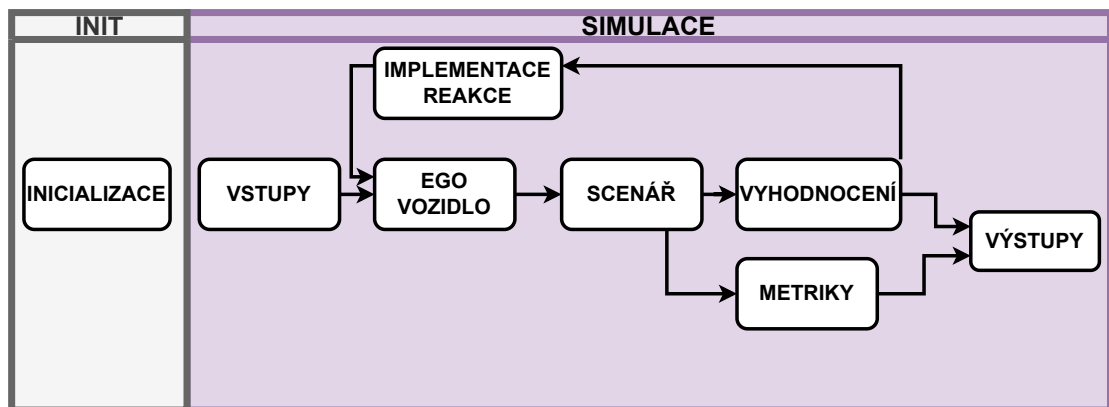 INIT
SIMULACE
IMPLEMENTACE
REAKCE
INICIALIZACE
VSTUPY
EGO
VOZIDLO
SCENÁŘ
VYHODNOCENÍ
VÝSTUPY
METRIKY